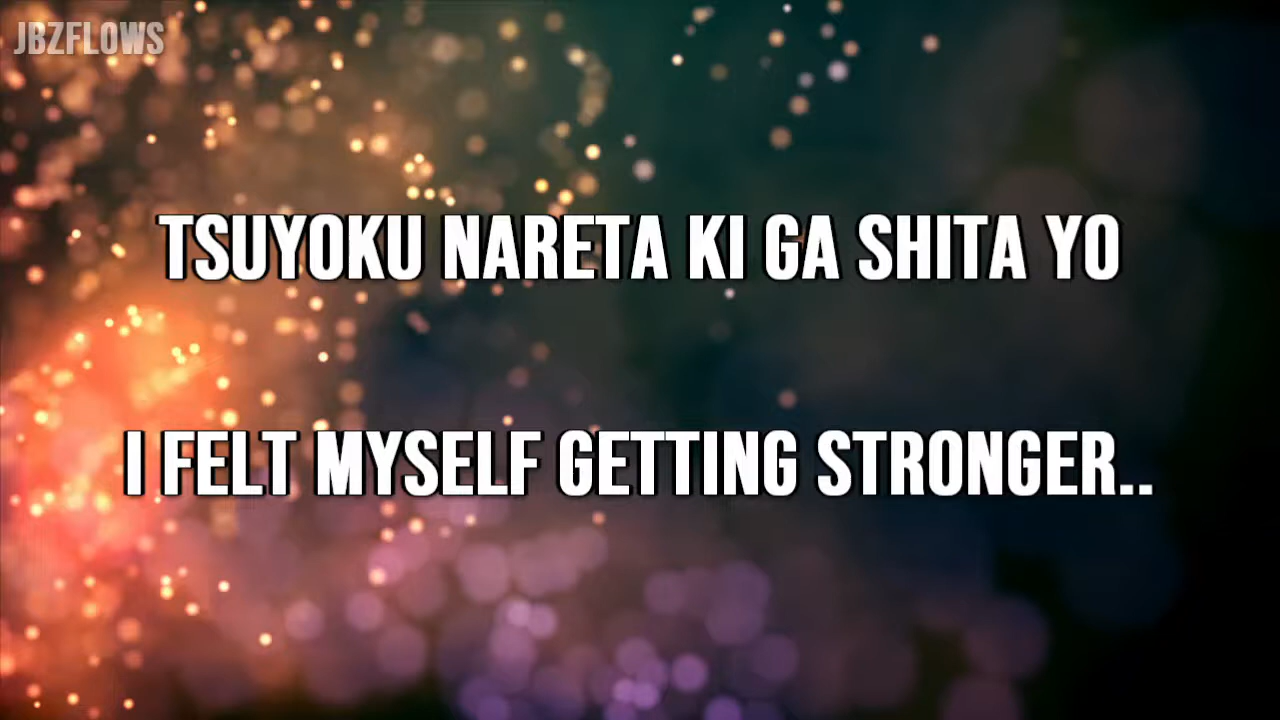 JBZFLOWS
TSUYOKU NARETA KI GA SHITA YO
I FELT MYSELF GETTING STRONGER..